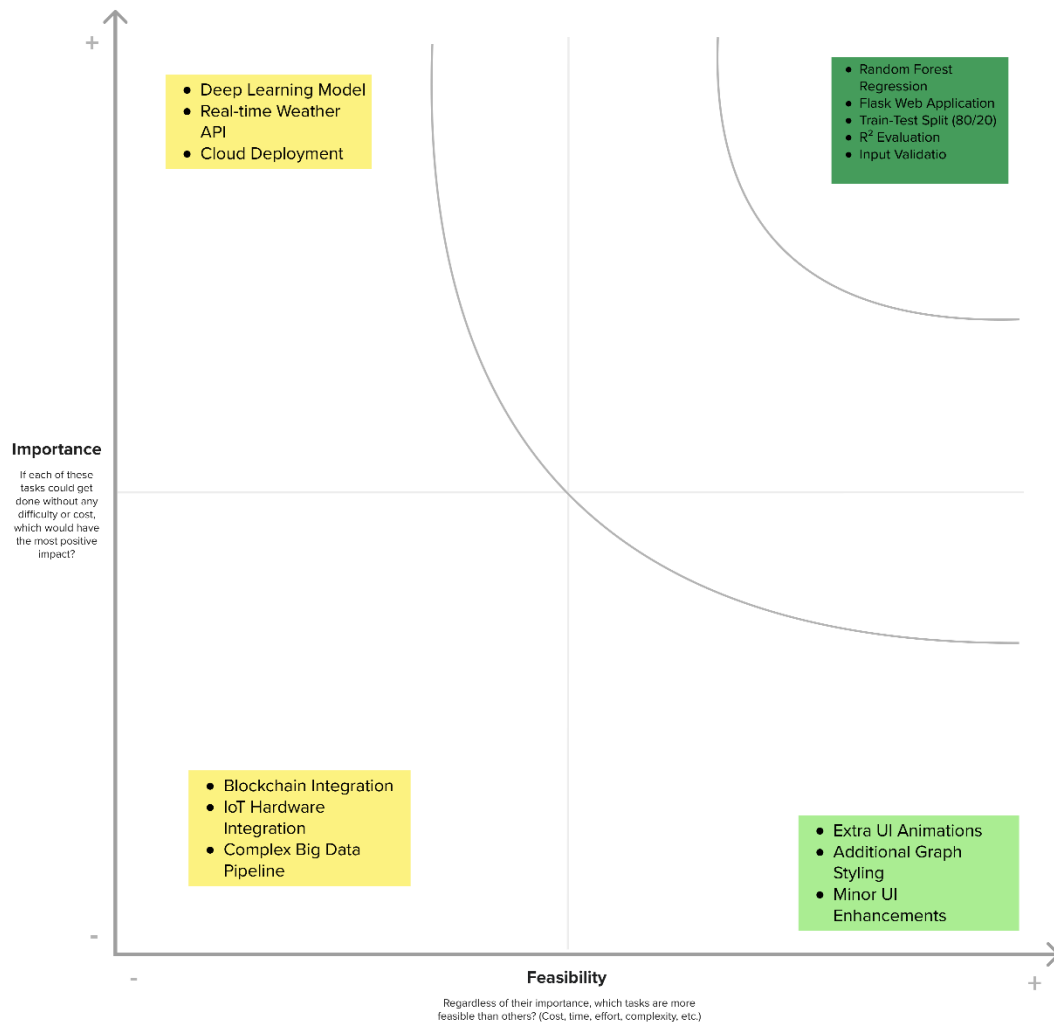 +
● Deep Learning Model
● Real-time Weather
API
● Cloud Deployment
● Random Forest
Regression
● Flask Web Application
● Train-Test Split (80/20)
● R² Evaluation
● Input Validatio
Importance
If each of these
tasks could get
done without any
difficulty or cost,
which would have
the most positive
impact?
● Blockchain Integration
● IoT Hardware
Integration
● Complex Big Data
Pipeline
● Extra UI Animations
● Additional Graph
Styling
● Minor UI
Enhancements
-
-
Feasibility
+
Regardless of their importance, which tasks are more
feasible than others? (Cost, time, effort, complexity, etc.)